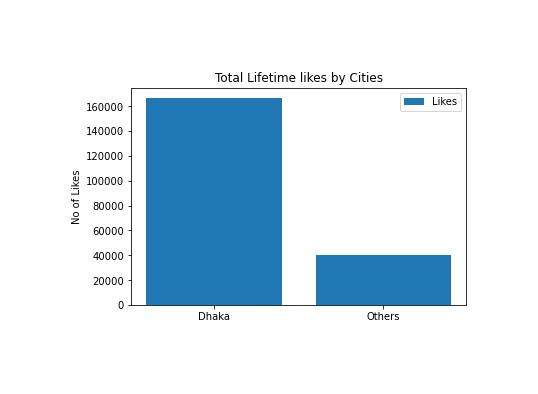 Total Lifetime likes by Cities
Likes
No of Likes
160000
140000
120000
100000
80000
60000
40000
20000
0
Dhaka
Others